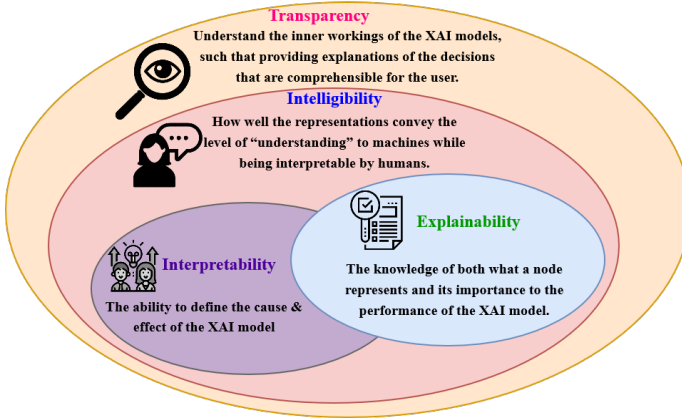 Transparency
Understand the inner workings of the XAI models,
such that providing explanations of the decisions
that are comprehensible for the user.
Intelligibility
How well the representations convey the
level of “understanding” to machines while
being interpretable by humans.
Explainability
The knowledge of both what a node
represents and its importance to the
performance of the XAI model.
Interpretability
The ability to define the cause &
effect of the XAI model